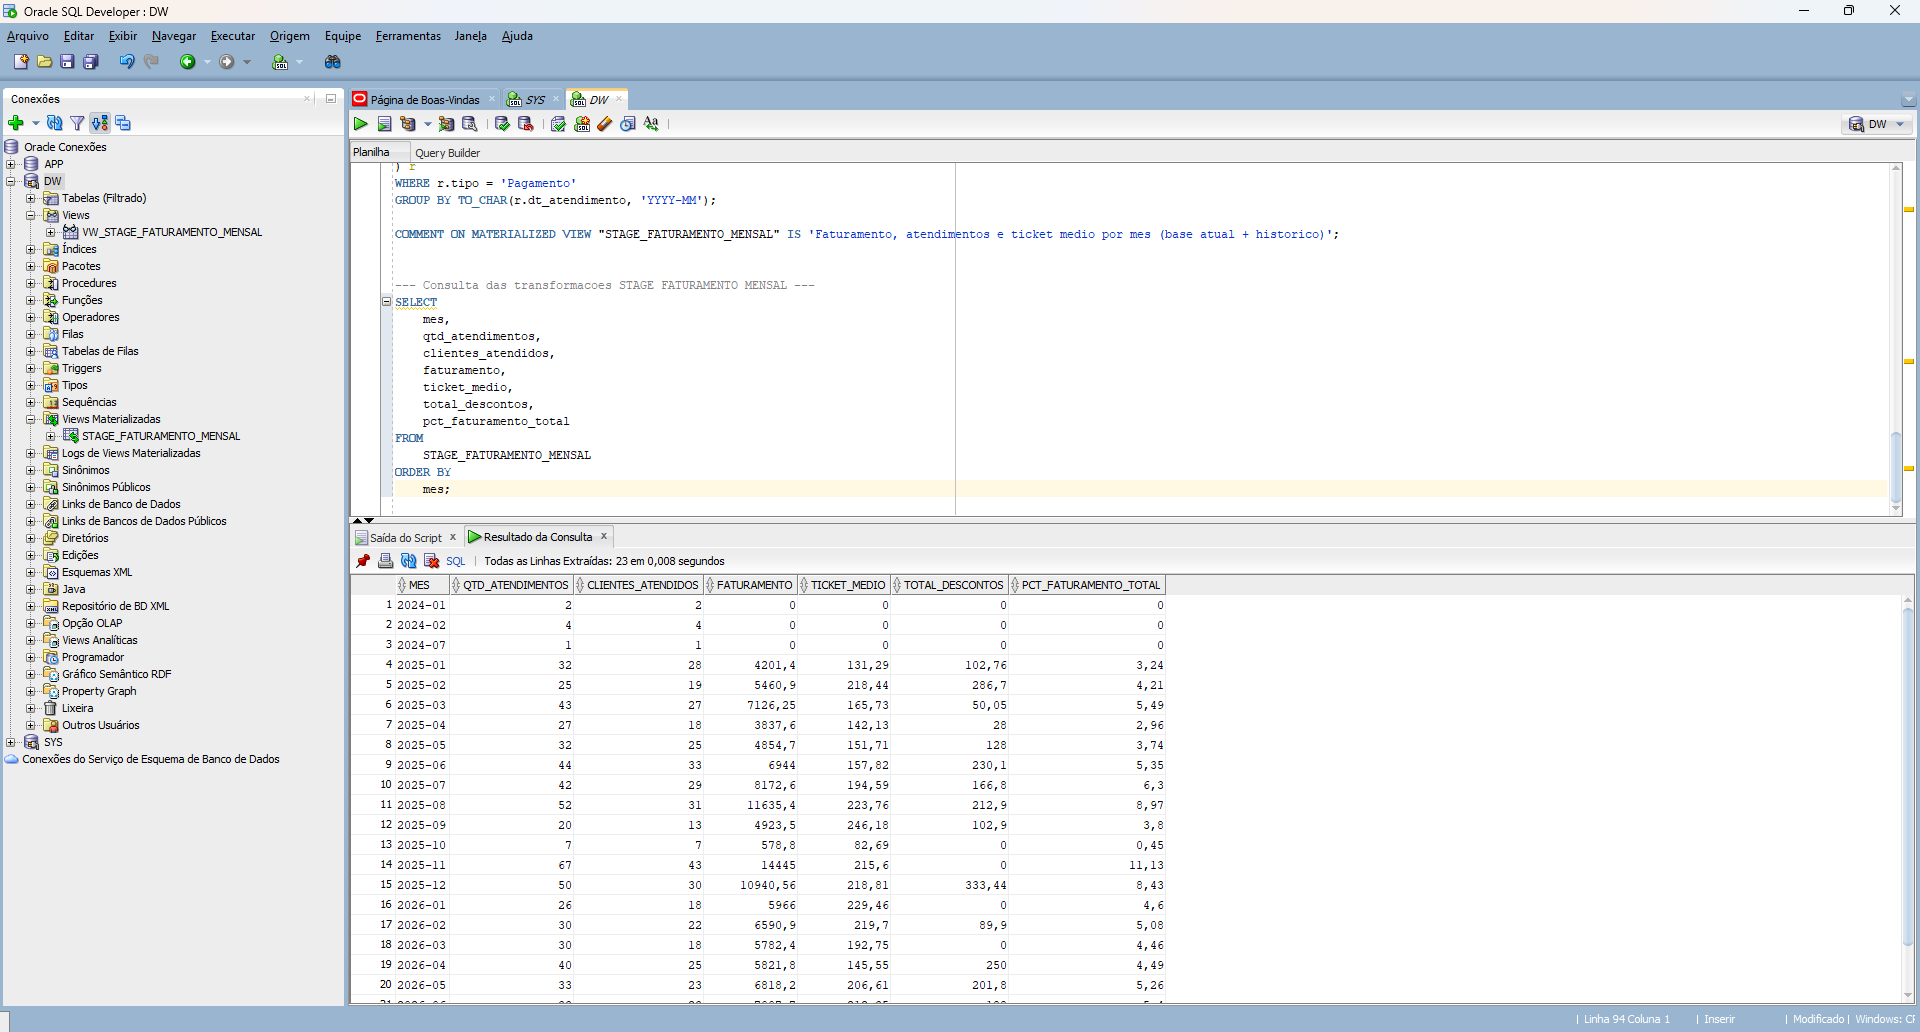 Oracle SQL Developer : DW
Arquivo Editar Exibir Navegar Executar Origem Equipe Ferramentas Janela Ajuda
Conexões
Oracle Conexões
APP
DW
Tabelas (Filtrado)
Views
VW_STAGE_FATURAMENTO_MENSAL
Índices
Pacotes
Procedures
Funções
Operadores
Filas
Tabelas de Filas
Triggers
Tipos
Sequências
Views Materializadas
STAGE_FATURAMENTO_MENSAL
Logs de Views Materializadas
Sinônimos
Sinônimos Públicos
Links de Banco de Dados
Links de Bancos de Dados Públicos
Diretórios
Edições
Esquemas XML
Java
Repositório de BD XML
Opção OLAP
Views Analíticas
Programador
Gráfico Semântico RDF
Property Graph
Lixeira
Outros Usuários
SYS
Conexões do Serviço de Esquema de Banco de Dados
Página de Boas-Vindas SYS DW
DW
Planilha Query Builder
) r
WHERE r.tipo = 'Pagamento'
GROUP BY TO_CHAR(r.dt_atendimento, 'YYYY-MM');
COMMENT ON MATERIALIZED VIEW "STAGE_FATURAMENTO_MENSAL" IS 'Faturamento, atendimentos e ticket medio por mes (base atual + historico)';
--- Consulta das transformacoes STAGE FATURAMENTO MENSAL ---
SELECT
mes,
qtd_atendimentos,
clientes_atendidos,
faturamento,
ticket_medio,
total_descontos,
pct_faturamento_total
FROM
STAGE_FATURAMENTO_MENSAL
ORDER BY
mes;
Saída do Script x Resultado da Consulta x
SQL | Todas as Linhas Extraídas: 23 em 0,008 segundos
MES QTD_ATENDIMENTOS CLIENTES_ATENDIDOS FATURAMENTO TICKET_MEDIO TOTAL_DESCONTOS PCT_FATURAMENTO_TOTAL
1 2024-01 2 2 0 0 0 0
2 2024-02 4 4 0 0 0 0
3 2024-07 1 1 0 0 0 0
4 2025-01 32 28 4201,4 131,29 102,76 3,24
5 2025-02 25 19 5460,9 218,44 286,7 4,21
6 2025-03 43 27 7126,25 165,73 50,05 5,49
7 2025-04 27 18 3837,6 142,13 28 2,96
8 2025-05 32 25 4854,7 151,71 128 3,74
9 2025-06 44 33 6944 157,82 230,1 5,35
10 2025-07 42 29 8172,6 194,59 166,8 6,3
11 2025-08 52 31 11635,4 223,76 212,9 8,97
12 2025-09 20 13 4923,5 246,18 102,9 3,8
13 2025-10 7 7 578,8 82,69 0 0,45
14 2025-11 67 43 14445 215,6 0 11,13
15 2025-12 50 30 10940,56 218,81 333,44 8,43
16 2026-01 26 18 5966 229,46 0 4,6
17 2026-02 30 22 6590,9 219,7 89,9 5,08
18 2026-03 30 18 5782,4 192,75 0 4,46
19 2026-04 40 25 5821,8 145,55 250 4,49
20 2026-05 33 23 6818,2 206,61 201,8 5,26
| Linha 94 Coluna 1 | Inserir | Modificado | Windows: CF